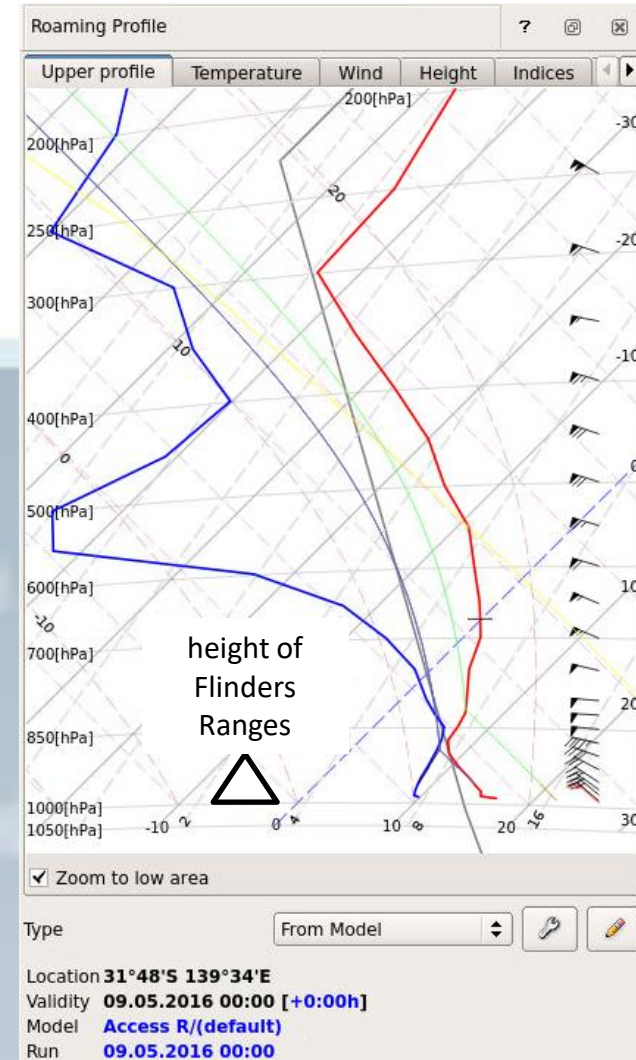 Roaming Profile ?
Upper profile Temperature Wind Height Indices
200[hPa]
-30
200[hPa]
20
-20
250[hPa]
300[hPa]
10
-10
400[hPa]
0
0
500[hPa]
600[hPa]
10
-10
700[hPa]
height of
Flinders
Ranges
20
850[hPa]
1000[hPa]
1050[hPa] -10 2 0 4 10 8 20 16 30
Zoom to low area
Type From Model
Location 31°48'S 139°34'E
Validity 09.05.2016 00:00 [+0:00h]
Model Access R/(default)
Run 09.05.2016 00:00